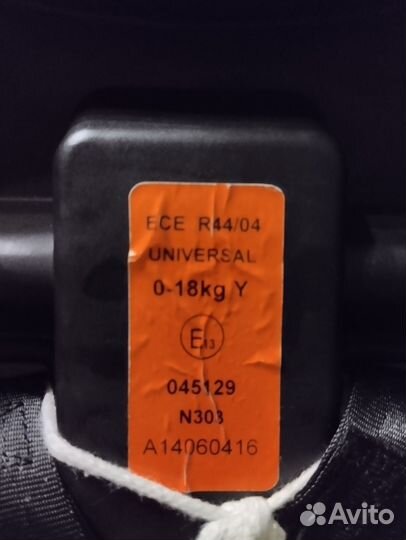 ECE R44/04
UNIVERSAL
0-18kg Y
E13
045129
N303
A14060416
Avito